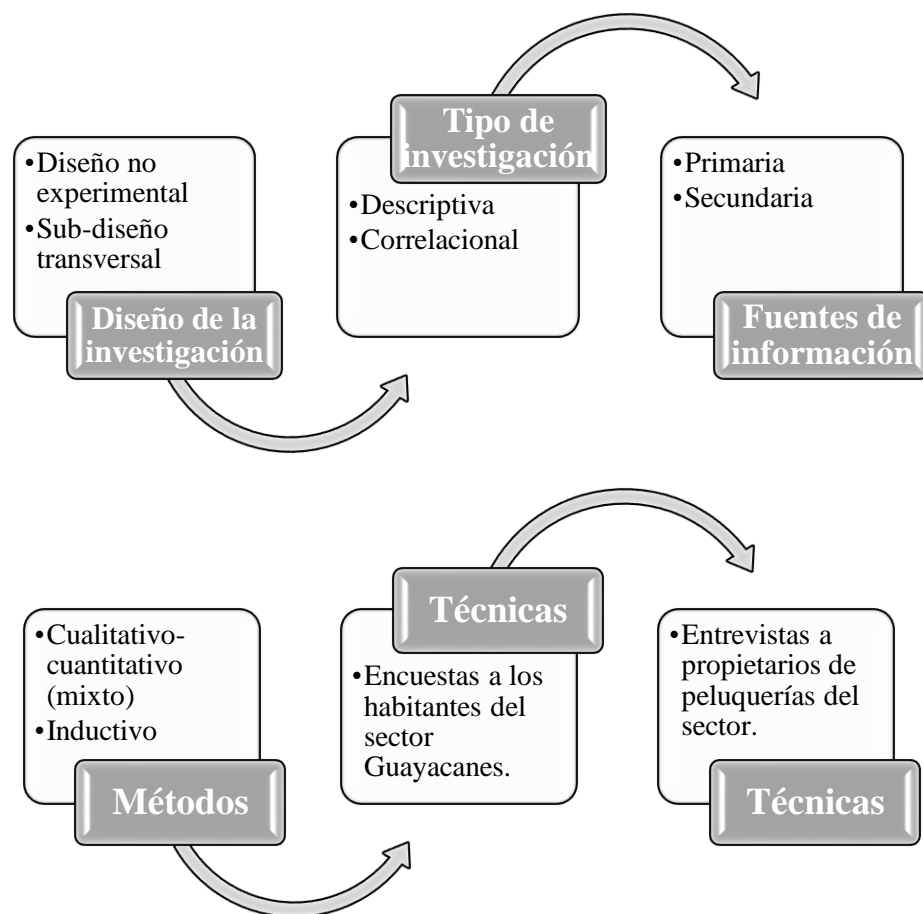 •Diseño no
experimental
•Sub-diseño
transversal
Diseño de la
investigación
Tipo de
investigación
•Descriptiva
•Correlacional
•Primaria
•Secundaria
Fuentes de
información
•Cualitativo-
cuantitativo
(mixto)
•Inductivo
Métodos
Técnicas
•Encuestas a los
habitantes del
sector
Guayacanes.
•Entrevistas a
propietarios de
peluquerías del
sector.
Técnicas